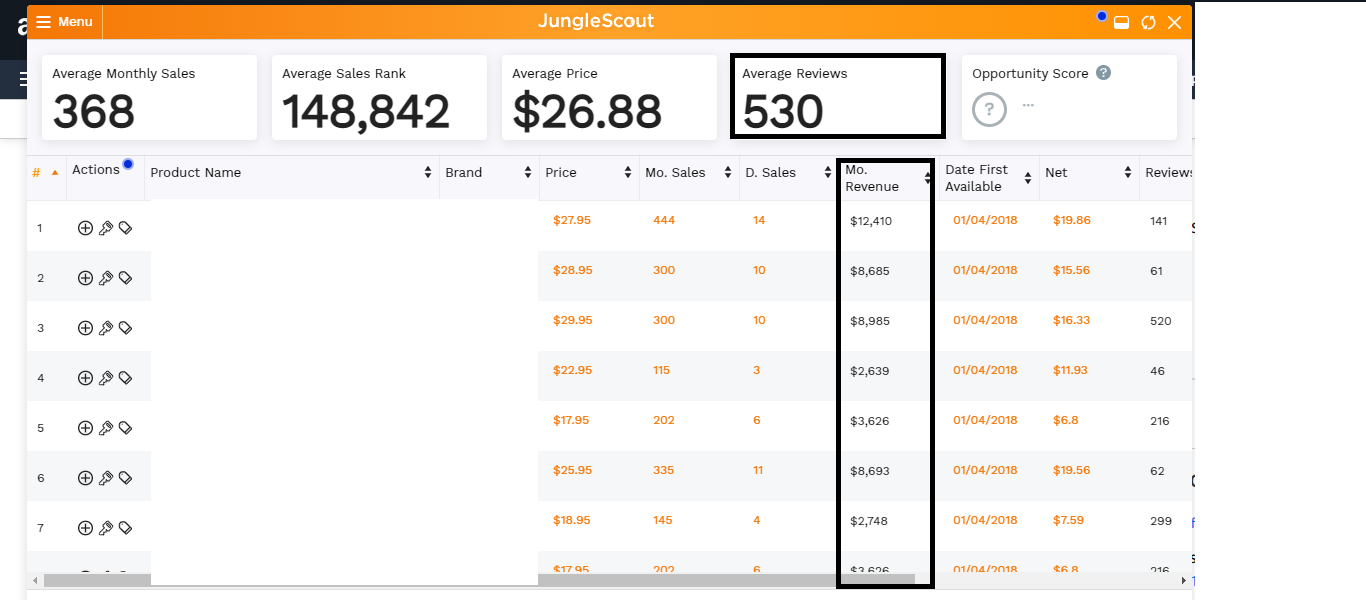 a
Menu
JungleScout
Average Monthly Sales
368
Average Sales Rank
148,842
Average Price
$26.88
Average Reviews
530
Opportunity Score ?
? --
# Actions Product Name Brand Price Mo. Sales D. Sales Mo. Revenue Date First Available Net Reviews
1 $27.95 444 14 $12,410 01/04/2018 $19.86 141
2 $28.95 300 10 $8,685 01/04/2018 $15.56 61
3 $29.95 300 10 $8,985 01/04/2018 $16.33 520
4 $22.95 115 3 $2,639 01/04/2018 $11.93 46
5 $17.95 202 6 $3,626 01/04/2018 $6.8 216
6 $25.95 335 11 $8,693 01/04/2018 $19.56 62
7 $18.95 145 4 $2,748 01/04/2018 $7.59 299
$17.95 202 6 $3,626 01/04/2018 $6.8 216